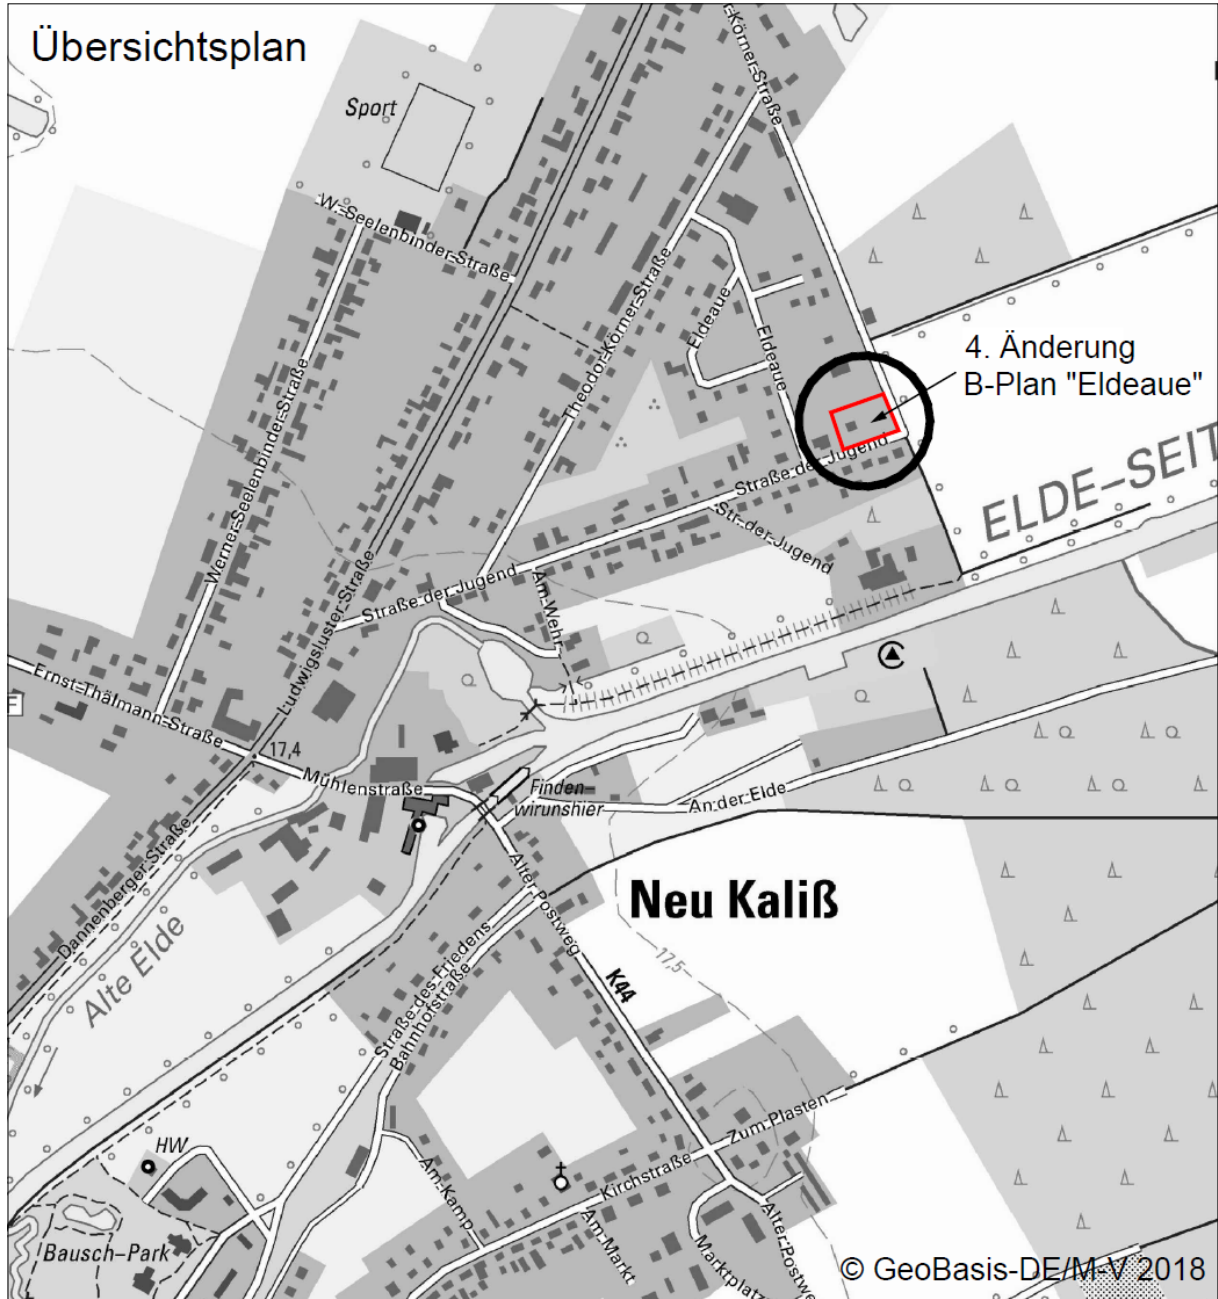 Übersichtsplan
-Körner-Straße
Sport
W.-Seelenbinder-Straße
Theodor-Körner-Straße
Eldeaue
Eldeaue
4. Änderung
B-Plan "Eldeaue"
Werner-Seelenbinder-Straße
Straße der Jugend
ELDE-SEIT
Str. der Jugend
Ludwigsluster Straße
Straße der Jugend
Am Wehr
Ernst-Thälmann-Straße
F
17,4
Mühlenstraße
Finden-
wirunshier
An der Elde
Dannenberger Straße
Alte Elde
Alter Postweg
Neu Kaliß
17,5
K44
Straße des Friedens
Bahnhofstraße
Zum Plasten
HW
Kirchstraße
Am Kamp
Am Markt
Marktplatz
Alter Postwe
Bausch-Park
© GeoBasis-DE/M-V 2018